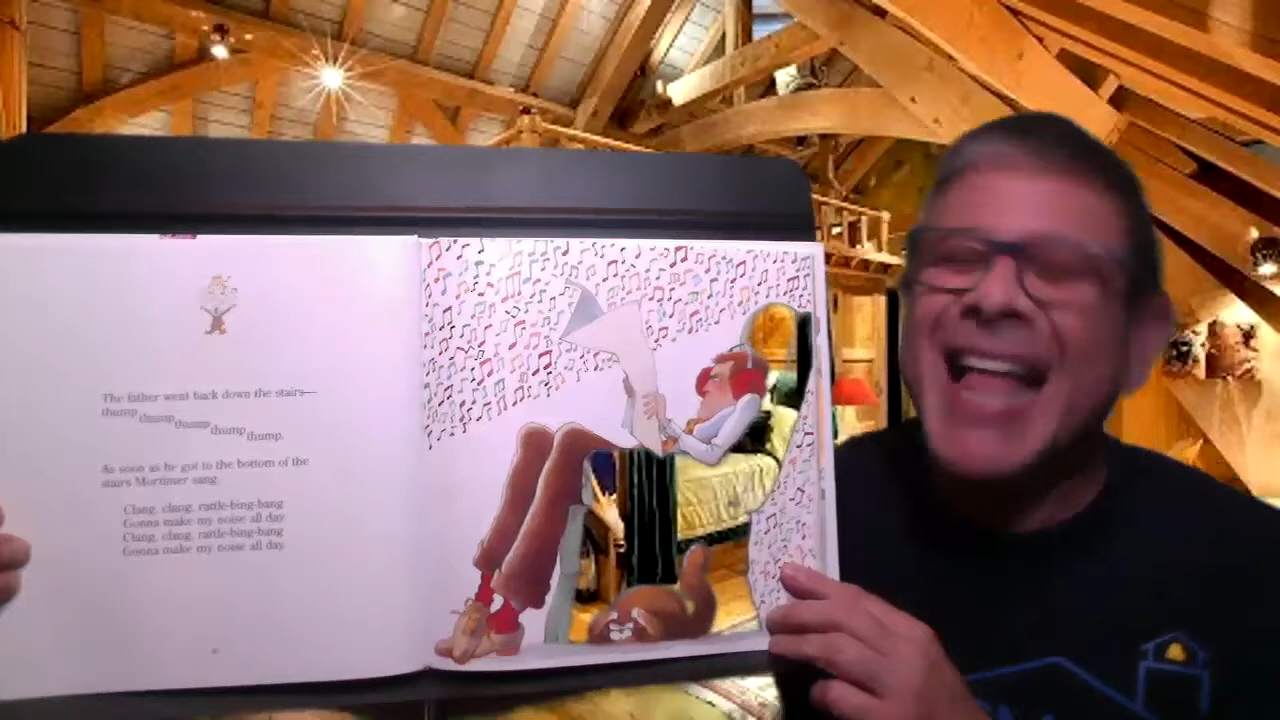 The father went back down the stairs—
thump thump thump thump thump.
As soon as he got to the bottom of the
stairs Mortimer sang,
Clang, clang, rattle-bing-bang
Gonna make my noise all day.
Clang, clang, rattle-bing-bang
Gonna make my noise all day.